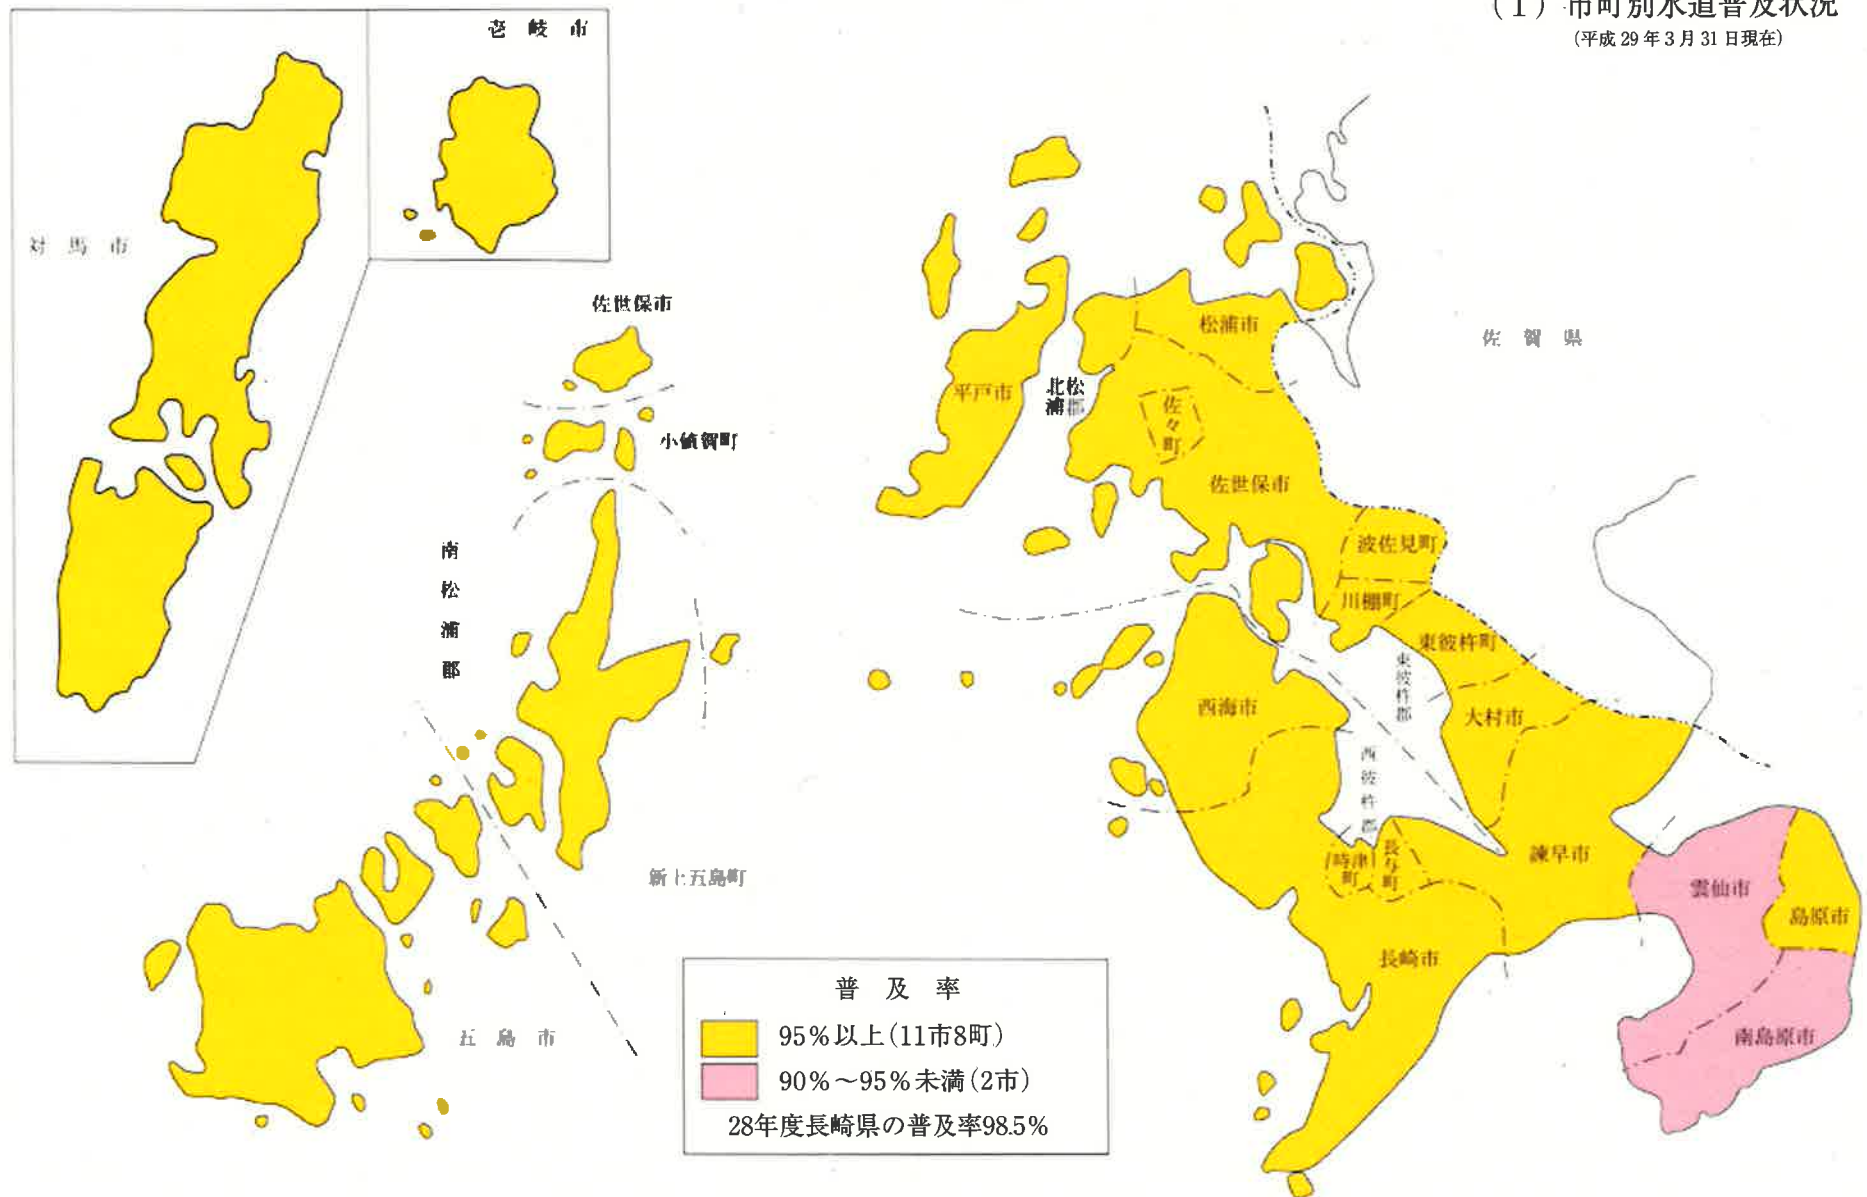 (1) 市町別水道普及状況
(平成29年3月31日現在)
壱岐市
対馬市
佐世保市
小値賀町
南松浦郡
新上五島町
五島市
佐賀県
松浦市
平戸市
北松浦郡
佐々町
佐世保市
波佐見町
川棚町
東彼杵町
東彼杵郡
西海市
大村市
西彼杵郡
時津町
長与町
諫早市
雲仙市
島原市
長崎市
南島原市
普及率
95%以上(11市8町)
90%～95%未満(2市)
28年度長崎県の普及率98.5%